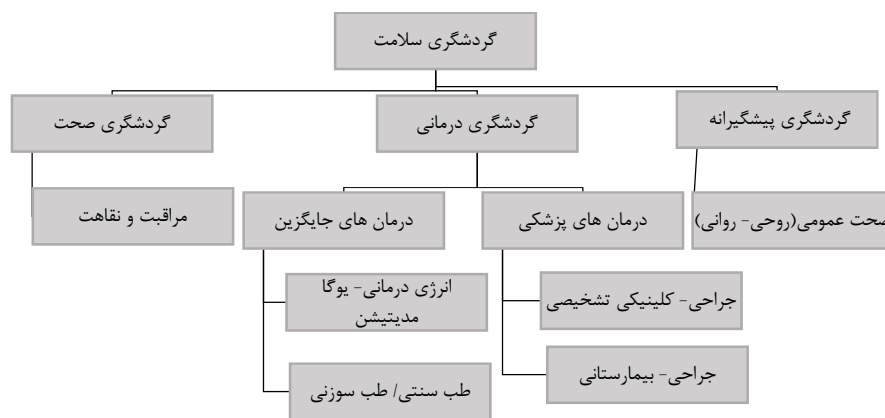 گردشگری سلامت
گردشگری پیشگیرانه
گردشگری درمانی
گردشگری صحت
صحت عمومی(روحی- روانی)
درمان های پزشکی
درمان های جایگزین
مراقبت و نقاهت
جراحی- کلینیکی تشخیصی
انرژی درمانی- یوگا
مدیتیشن
جراحی- بیمارستانی
طب سنتی/ طب سوزنی